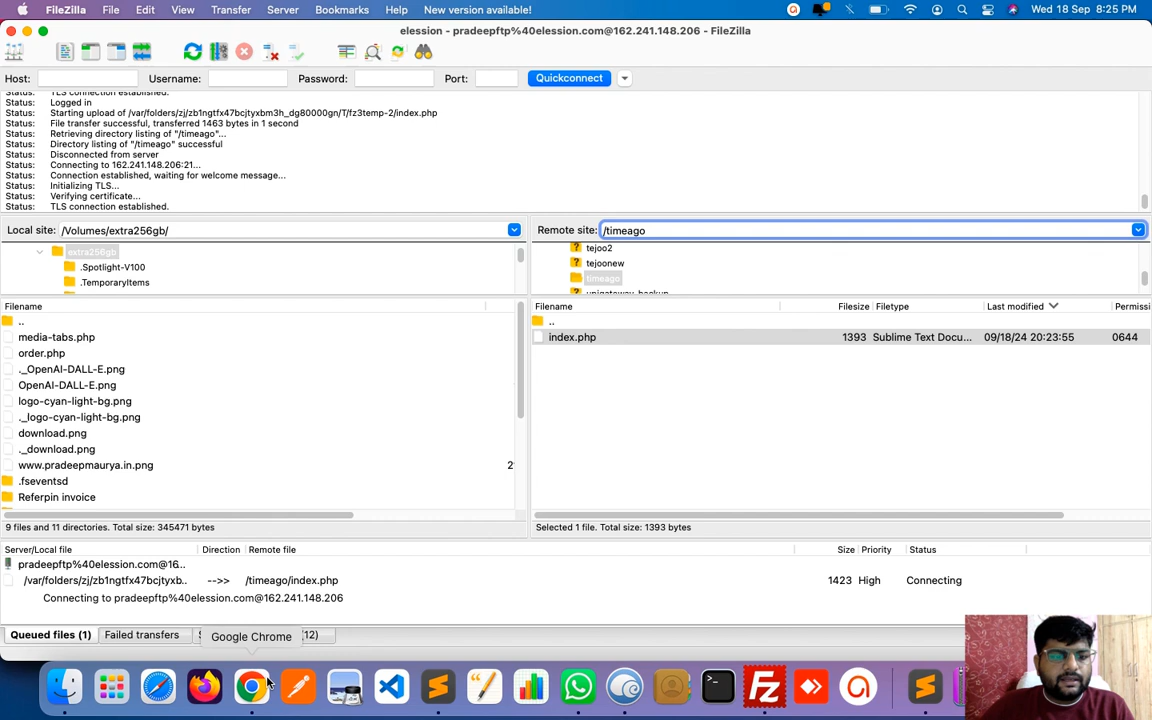 FileZilla File Edit View Transfer Server Bookmarks Help New version available! Wed 18 Sep 8:25 PM
elession - pradeepftp%40elession.com@162.241.148.206 - FileZilla
Host: Username: Password: Port: Quickconnect
Status: TLS connection established.
Status: Logged in
Status: Starting upload of /var/folders/zj/zb1ngtfx47bcjtyxbm3h_dg80000gn/T/fz3temp-2/index.php
Status: File transfer successful, transferred 1463 bytes in 1 second
Status: Retrieving directory listing of "/timeago"...
Status: Directory listing of "/timeago" successful
Status: Disconnected from server
Status: Connecting to 162.241.148.206:21...
Status: Connection established, waiting for welcome message...
Status: Initializing TLS...
Status: Verifying certificate...
Status: TLS connection established.
Local site: /Volumes/extra256gb/
Remote site: /timeago
extra256gb
.Spotlight-V100
.TemporaryItems
tejoo2
tejoonew
timeago
unigateway_backup
Filename
Filename Filesize Filetype Last modified Permissi
..
media-tabs.php
order.php
._OpenAI-DALL-E.png
OpenAI-DALL-E.png
logo-cyan-light-bg.png
._logo-cyan-light-bg.png
download.png
._download.png
www.pradeepmaurya.in.png 2
.fseventsd
Referpin invoice
..
index.php 1393 Sublime Text Docu... 09/18/24 20:23:55 0644
9 files and 11 directories. Total size: 345471 bytes
Selected 1 file. Total size: 1393 bytes
Server/Local file Direction Remote file Size Priority Status
pradeepftp%40elession.com@16...
/var/folders/zj/zb1ngtfx47bcjtyxb.. -->> /timeago/index.php 1423 High Connecting
Connecting to pradeepftp%40elession.com@162.241.148.206
Queued files (1) Failed transfers S (12)
Google Chrome